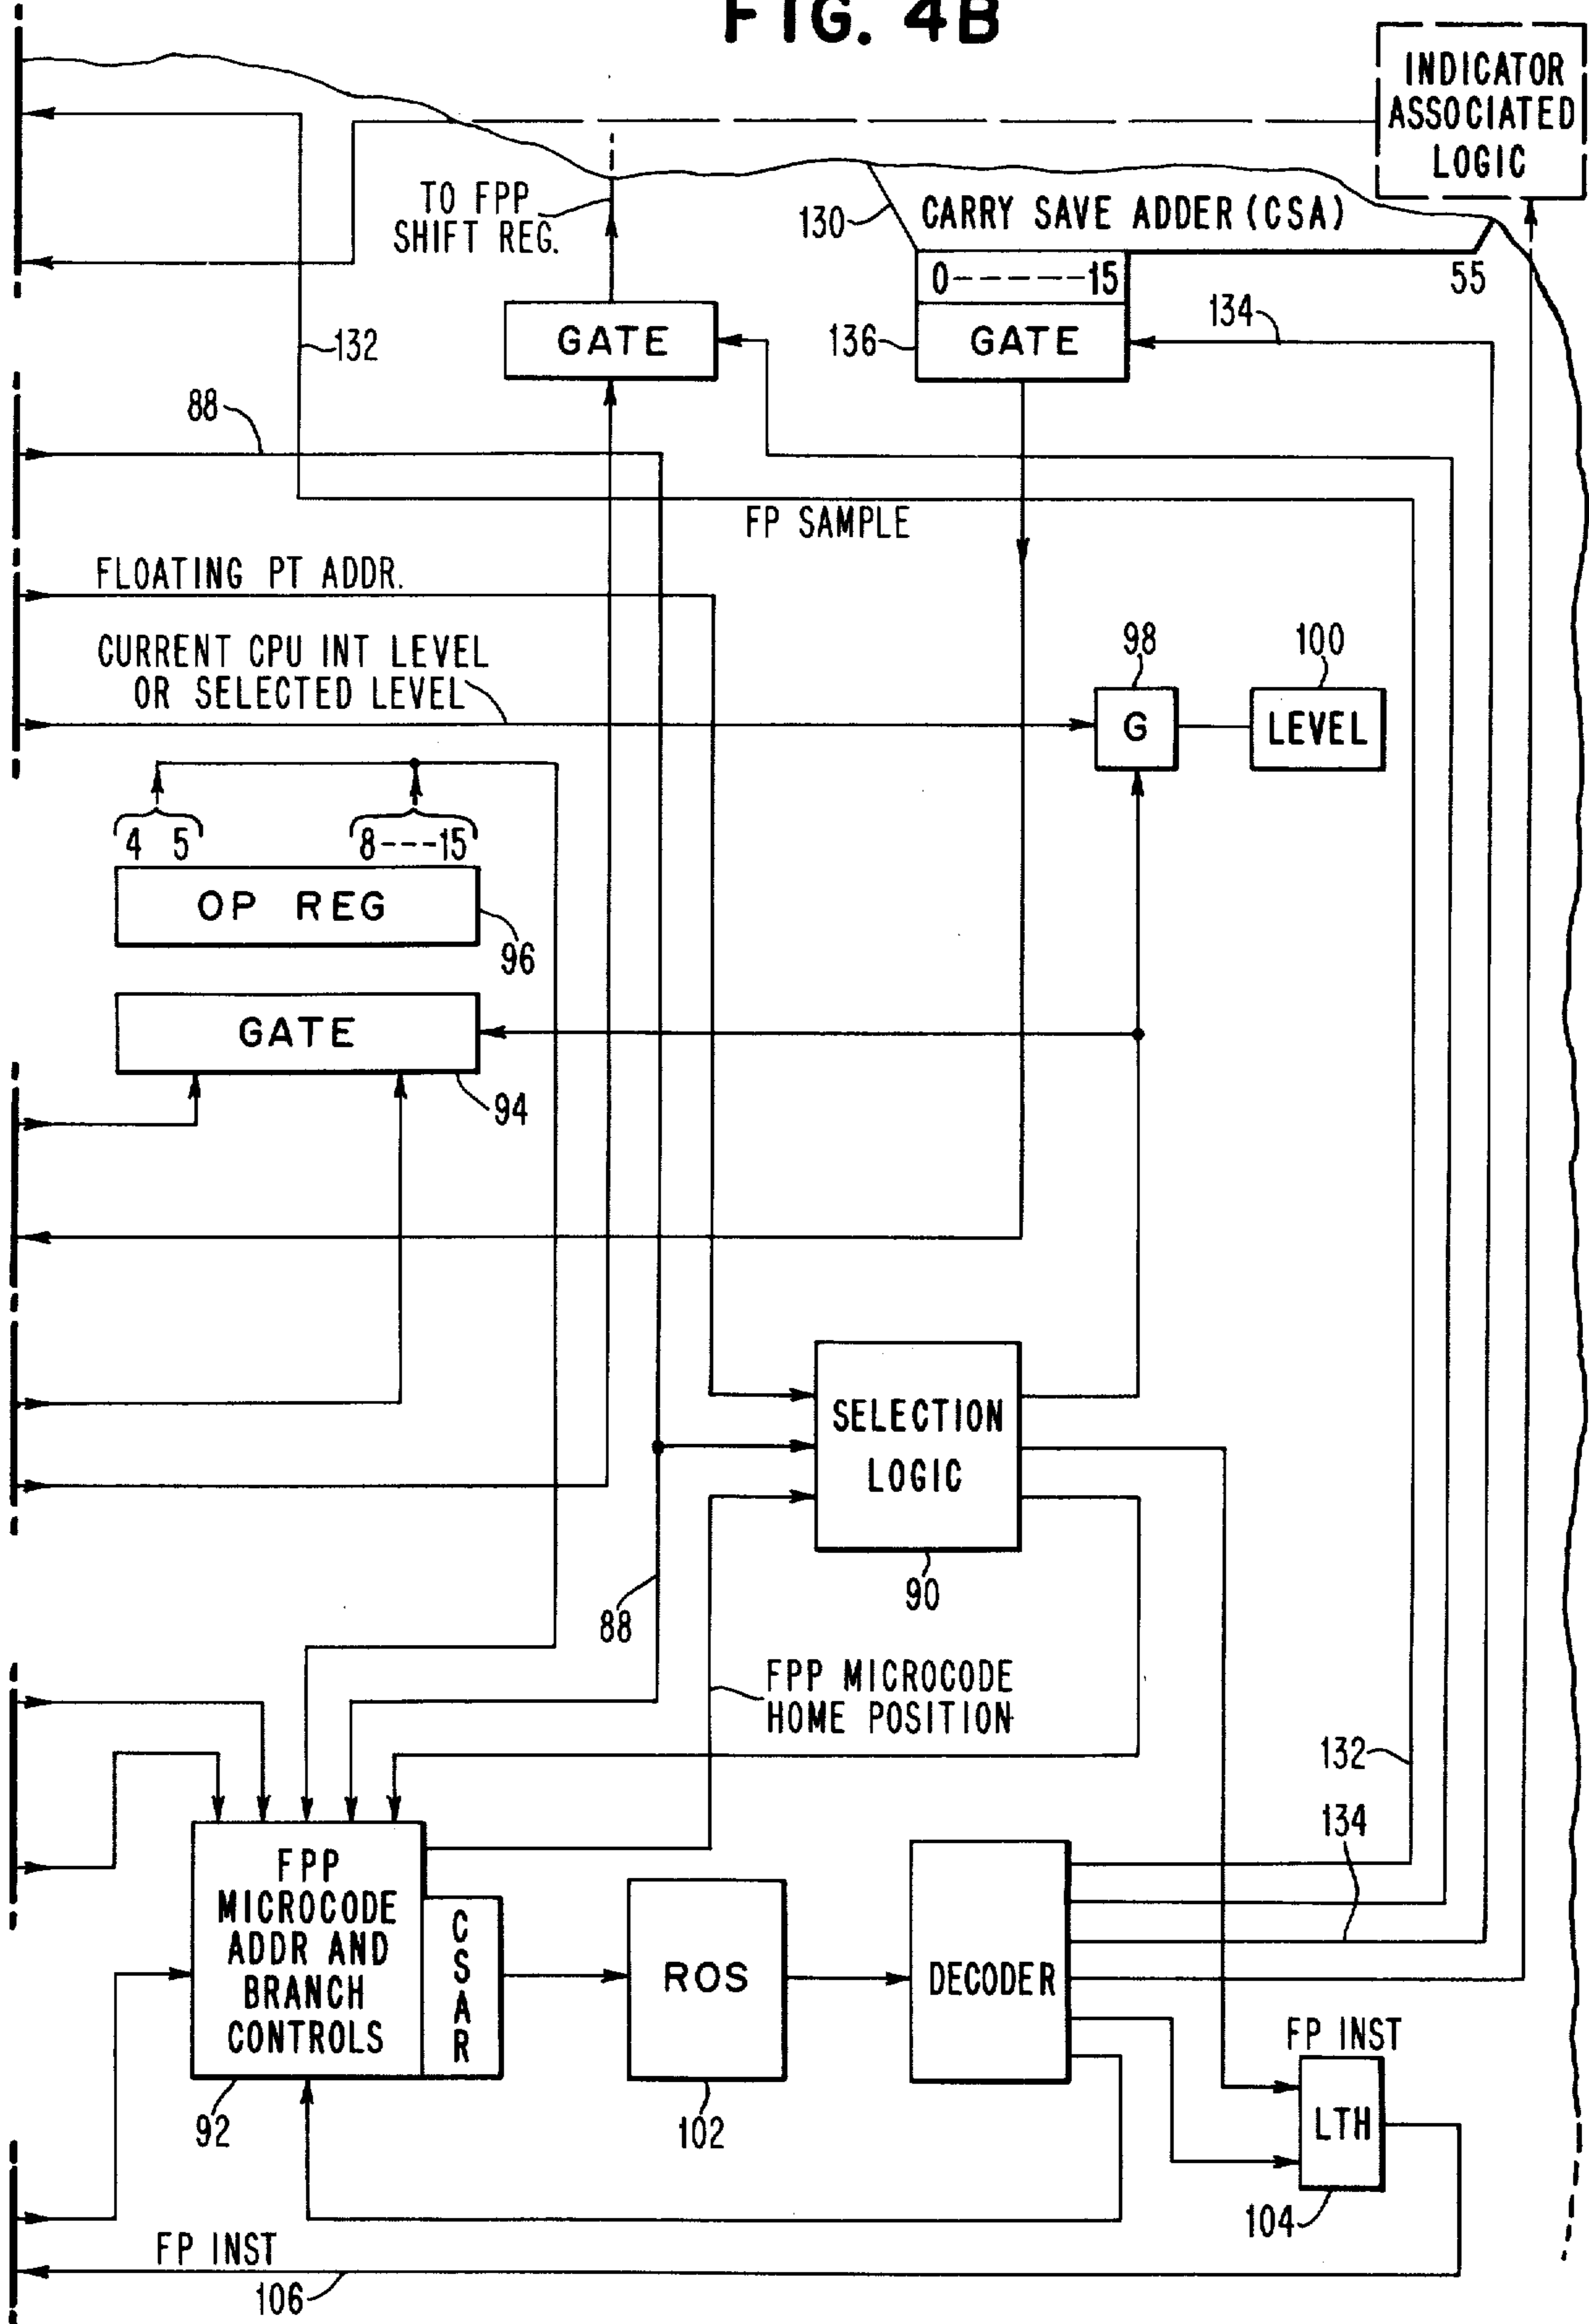 FIG. 4B
INDICATOR
ASSOCIATED
LOGIC
TO FPP
SHIFT REG.
130
CARRY SAVE ADDER (CSA)
0-----15
55
GATE
136
GATE
134
132
88
FP SAMPLE
FLOATING PT ADDR.
CURRENT CPU INT LEVEL
OR SELECTED LEVEL
98
100
G
LEVEL
4 5
8---15
OP REG
96
GATE
94
SELECTION
LOGIC
90
88
FPP MICROCODE
HOME POSITION
132
134
FPP
MICROCODE
ADDR AND
BRANCH
CONTROLS
CSAR
ROS
DECODER
FP INST
LTH
92
102
104
FP INST
106